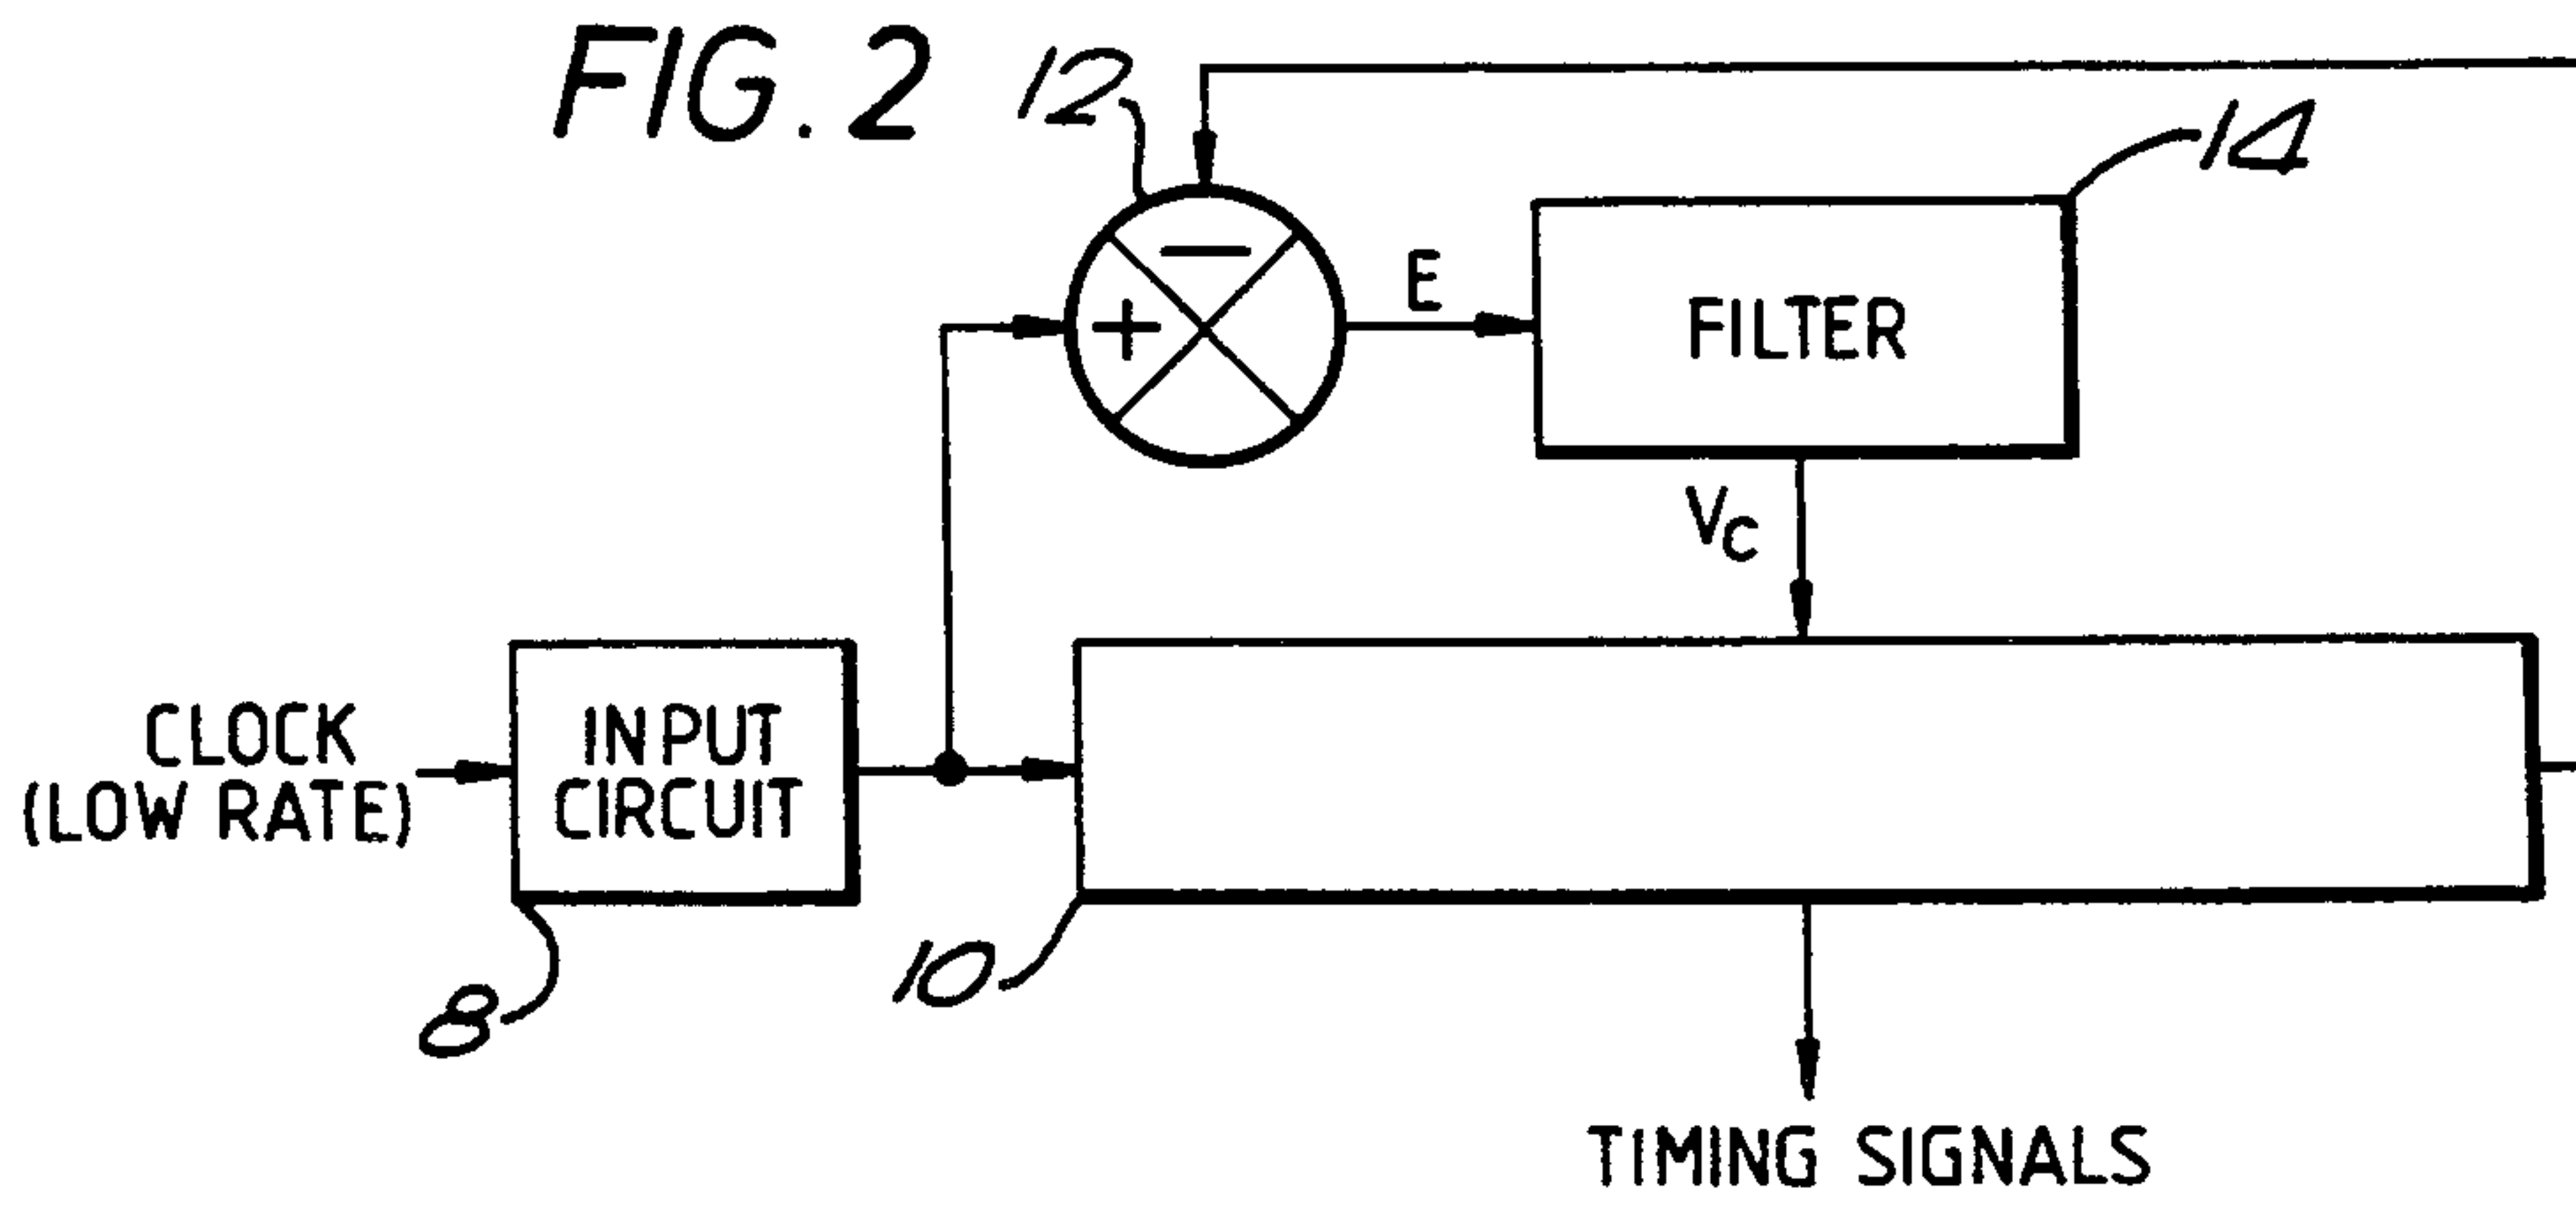 FIG. 2
12
14
E
FILTER
+
−
Vc
CLOCK
(LOW RATE)
INPUT
CIRCUIT
8
10
TIMING SIGNALS